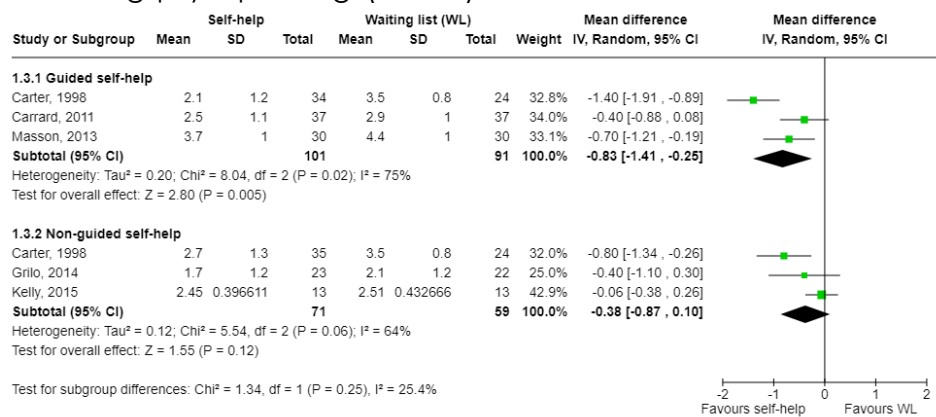 Self-help Waiting list (WL) Mean difference Mean difference
Study or Subgroup Mean SD Total Mean SD Total Weight IV, Random, 95% CI IV, Random, 95% CI
1.3.1 Guided self-help
Carter, 1998 2.1 1.2 34 3.5 0.8 24 32.8% -1.40 [-1.91, -0.89]
Carrard, 2011 2.5 1.1 37 2.9 1 37 34.0% -0.40 [-0.88, 0.08]
Masson, 2013 3.7 1 30 4.4 1 30 33.1% -0.70 [-1.21, -0.19]
Subtotal (95% CI) 101 91 100.0% -0.83 [-1.41, -0.25]
Heterogeneity: Tau² = 0.20; Chi² = 8.04, df = 2 (P = 0.02); I² = 75%
Test for overall effect: Z = 2.80 (P = 0.005)
1.3.2 Non-guided self-help
Carter, 1998 2.7 1.3 35 3.5 0.8 24 32.0% -0.80 [-1.34, -0.26]
Grilo, 2014 1.7 1.2 23 2.1 1.2 22 25.0% -0.40 [-1.10, 0.30]
Kelly, 2015 2.45 0.396611 13 2.51 0.432666 13 42.9% -0.06 [-0.38, 0.26]
Subtotal (95% CI) 71 59 100.0% -0.38 [-0.87, 0.10]
Heterogeneity: Tau² = 0.12; Chi² = 5.54, df = 2 (P = 0.06); I² = 64%
Test for overall effect: Z = 1.55 (P = 0.12)
Test for subgroup differences: Chi² = 1.34, df = 1 (P = 0.25), I² = 25.4%
-2 -1 0 1 2
Favours self-help Favours WL